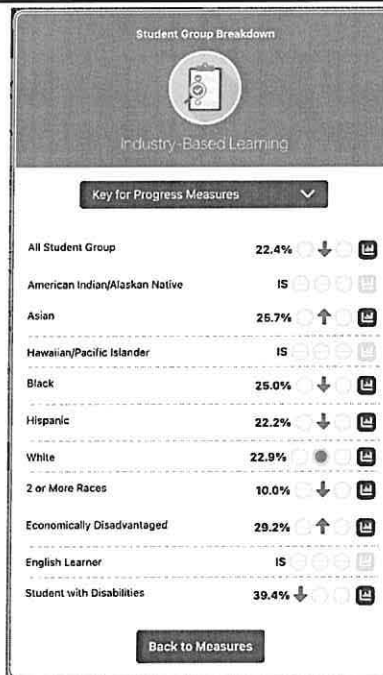 Student Group Breakdown
Industry-Based Learning
Key for Progress Measures
All Student Group 22.4%
American Indian/Alaskan Native IS
Asian 25.7%
Hawaiian/Pacific Islander IS
Black 25.0%
Hispanic 22.2%
White 22.9%
2 or More Races 10.0%
Economically Disadvantaged 29.2%
English Learner IS
Student with Disabilities 39.4%
Back to Measures